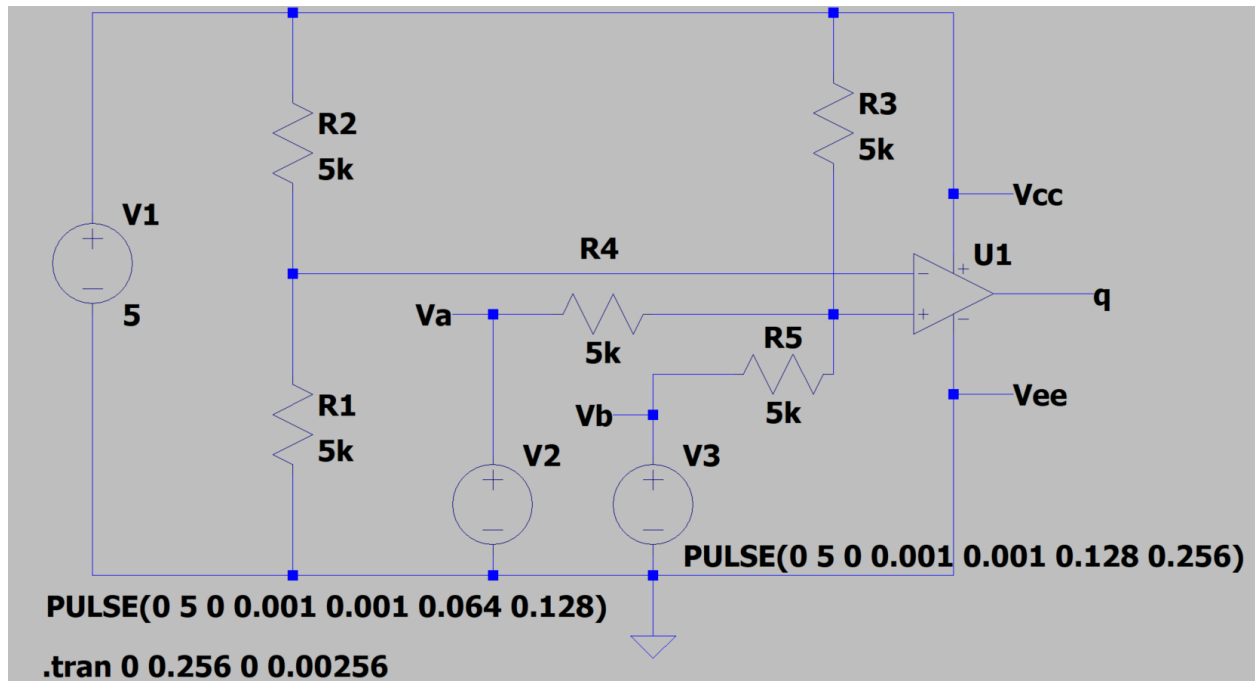 R2
5k
R3
5k
V1
5
Vcc
R4
5k
U1
q
Va
R5
5k
R1
5k
Vb
Vee
V2
V3
PULSE(0 5 0 0.001 0.001 0.128 0.256)
PULSE(0 5 0 0.001 0.001 0.064 0.128)
.tran 0 0.256 0 0.00256